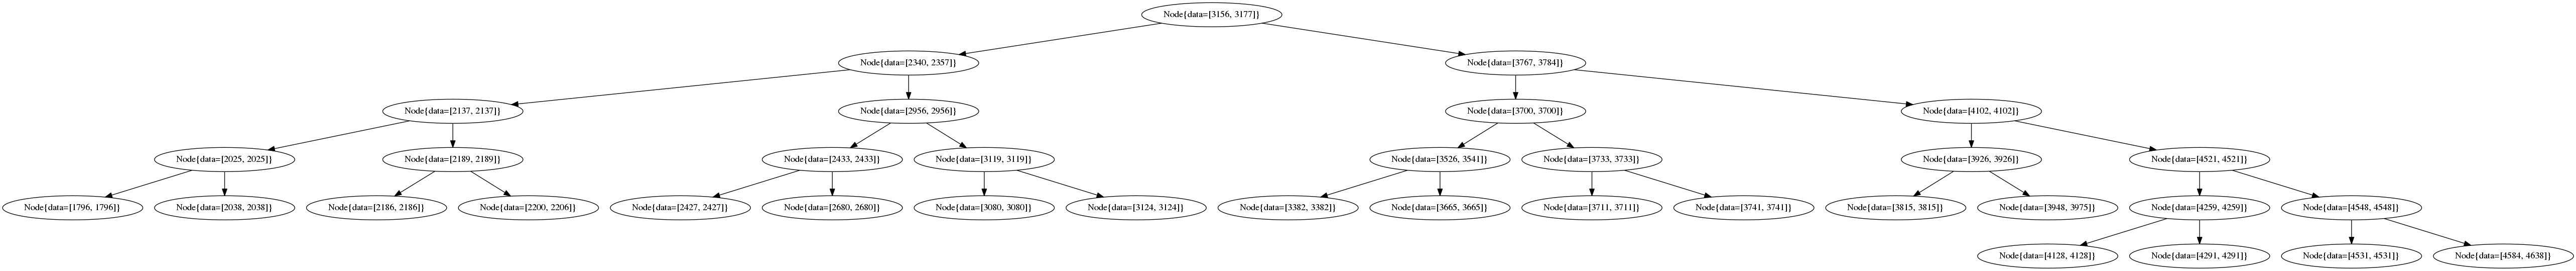 Node{data=[3156, 3177]}
Node{data=[2340, 2357]}
Node{data=[3767, 3784]}
Node{data=[2137, 2137]}
Node{data=[2956, 2956]}
Node{data=[3700, 3700]}
Node{data=[4102, 4102]}
Node{data=[2025, 2025]}
Node{data=[2189, 2189]}
Node{data=[2433, 2433]}
Node{data=[3119, 3119]}
Node{data=[3526, 3541]}
Node{data=[3733, 3733]}
Node{data=[3926, 3926]}
Node{data=[4521, 4521]}
Node{data=[1796, 1796]}
Node{data=[2038, 2038]}
Node{data=[2186, 2186]}
Node{data=[2200, 2206]}
Node{data=[2427, 2427]}
Node{data=[2680, 2680]}
Node{data=[3080, 3080]}
Node{data=[3124, 3124]}
Node{data=[3382, 3382]}
Node{data=[3665, 3665]}
Node{data=[3711, 3711]}
Node{data=[3741, 3741]}
Node{data=[3815, 3815]}
Node{data=[3948, 3975]}
Node{data=[4259, 4259]}
Node{data=[4548, 4548]}
Node{data=[4128, 4128]}
Node{data=[4291, 4291]}
Node{data=[4531, 4531]}
Node{data=[4584, 4638]}